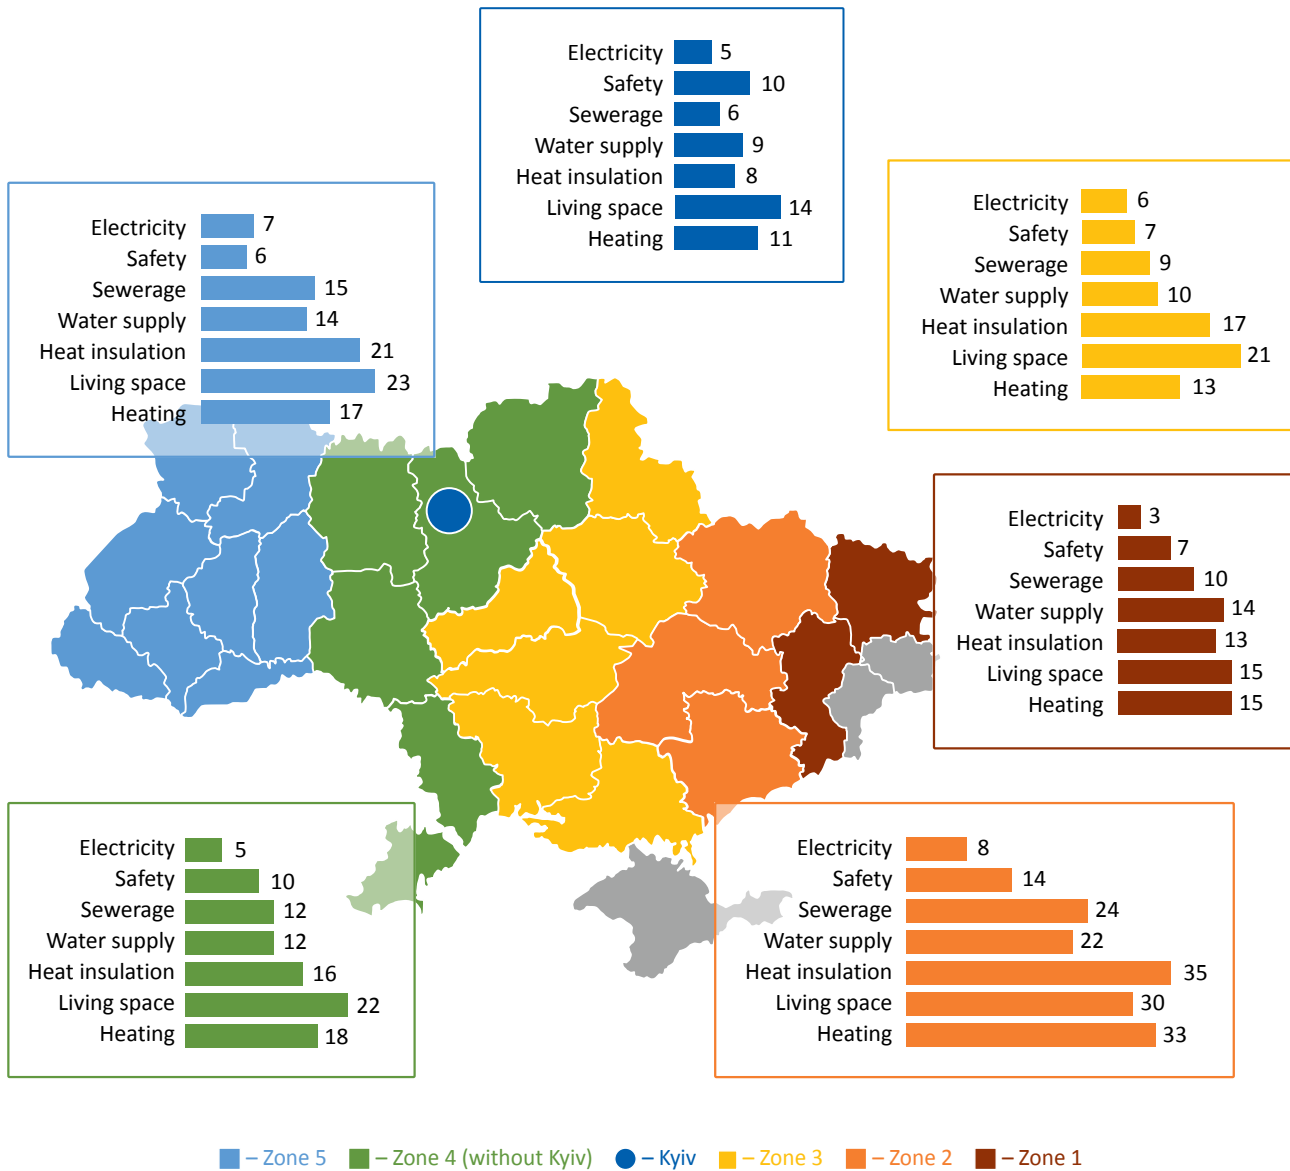 Electricity 5
Safety 10
Sewerage 6
Water supply 9
Heat insulation 8
Living space 14
Heating 11
Electricity 7
Safety 6
Sewerage 15
Water supply 14
Heat insulation 21
Living space 23
Heating 17
Electricity 6
Safety 7
Sewerage 9
Water supply 10
Heat insulation 17
Living space 21
Heating 13
Electricity 3
Safety 7
Sewerage 10
Water supply 14
Heat insulation 13
Living space 15
Heating 15
Electricity 5
Safety 10
Sewerage 12
Water supply 12
Heat insulation 16
Living space 22
Heating 18
Electricity 8
Safety 14
Sewerage 24
Water supply 22
Heat insulation 35
Living space 30
Heating 33
– Zone 5 – Zone 4 (without Kyiv) – Kyiv – Zone 3 – Zone 2 – Zone 1